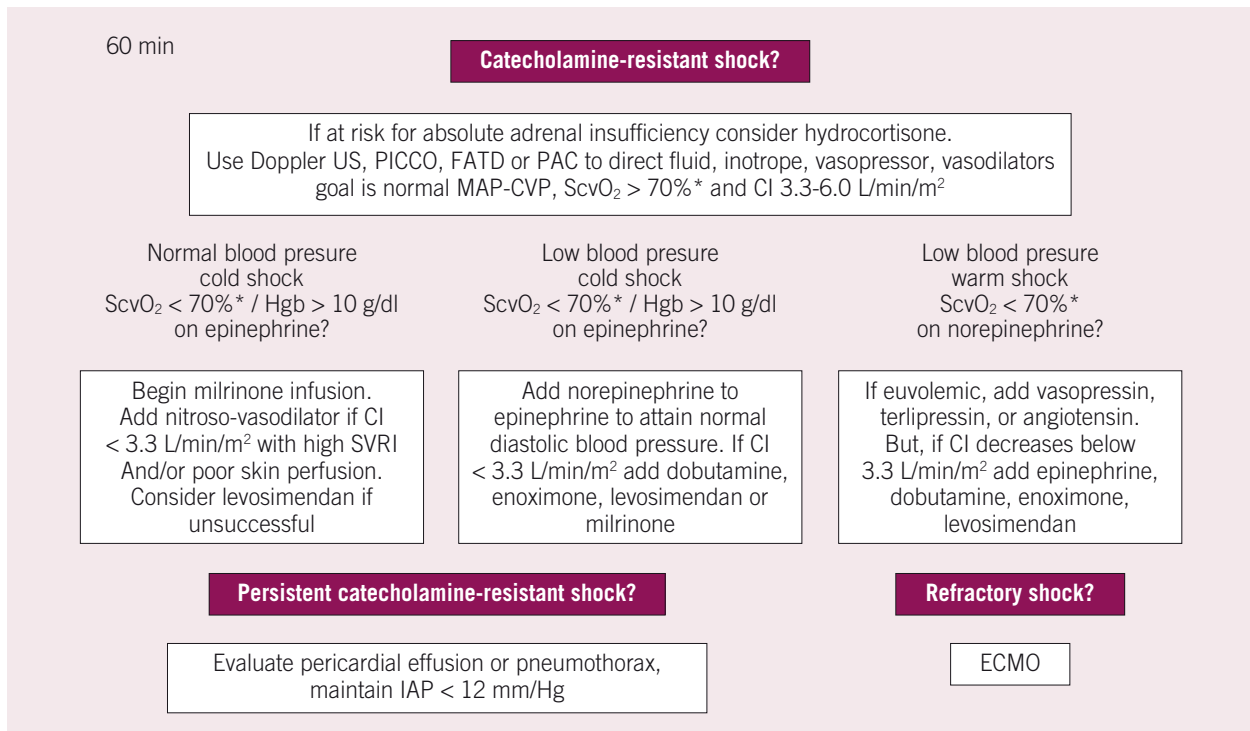 60 min
Catecholamine-resistant shock?
If at risk for absolute adrenal insufficiency consider hydrocortisone.
Use Doppler US, PICCO, FATD or PAC to direct fluid, inotrope, vasopressor, vasodilators
goal is normal MAP-CVP, ScvO₂ > 70%* and CI 3.3-6.0 L/min/m²
Normal blood presure
cold shock
ScvO₂ < 70%* / Hgb > 10 g/dl
on epinephrine?
Low blood presure
cold shock
ScvO₂ < 70%* / Hgb > 10 g/dl
on epinephrine?
Low blood presure
warm shock
ScvO₂ < 70%*
on norepinephrine?
Begin milrinone infusion.
Add nitroso-vasodilator if CI
< 3.3 L/min/m² with high SVRI
And/or poor skin perfusion.
Consider levosimendan if
unsuccessful
Add norepinephrine to
epinephrine to attain normal
diastolic blood pressure. If CI
< 3.3 L/min/m² add dobutamine,
enoximone, levosimendan or
milrinone
If euvolemic, add vasopressin,
terlipressin, or angiotensin.
But, if CI decreases below
3.3 L/min/m² add epinephrine,
dobutamine, enoximone,
levosimendan
Persistent catecholamine-resistant shock?
Refractory shock?
Evaluate pericardial effusion or pneumothorax,
maintain IAP < 12 mm/Hg
ECMO